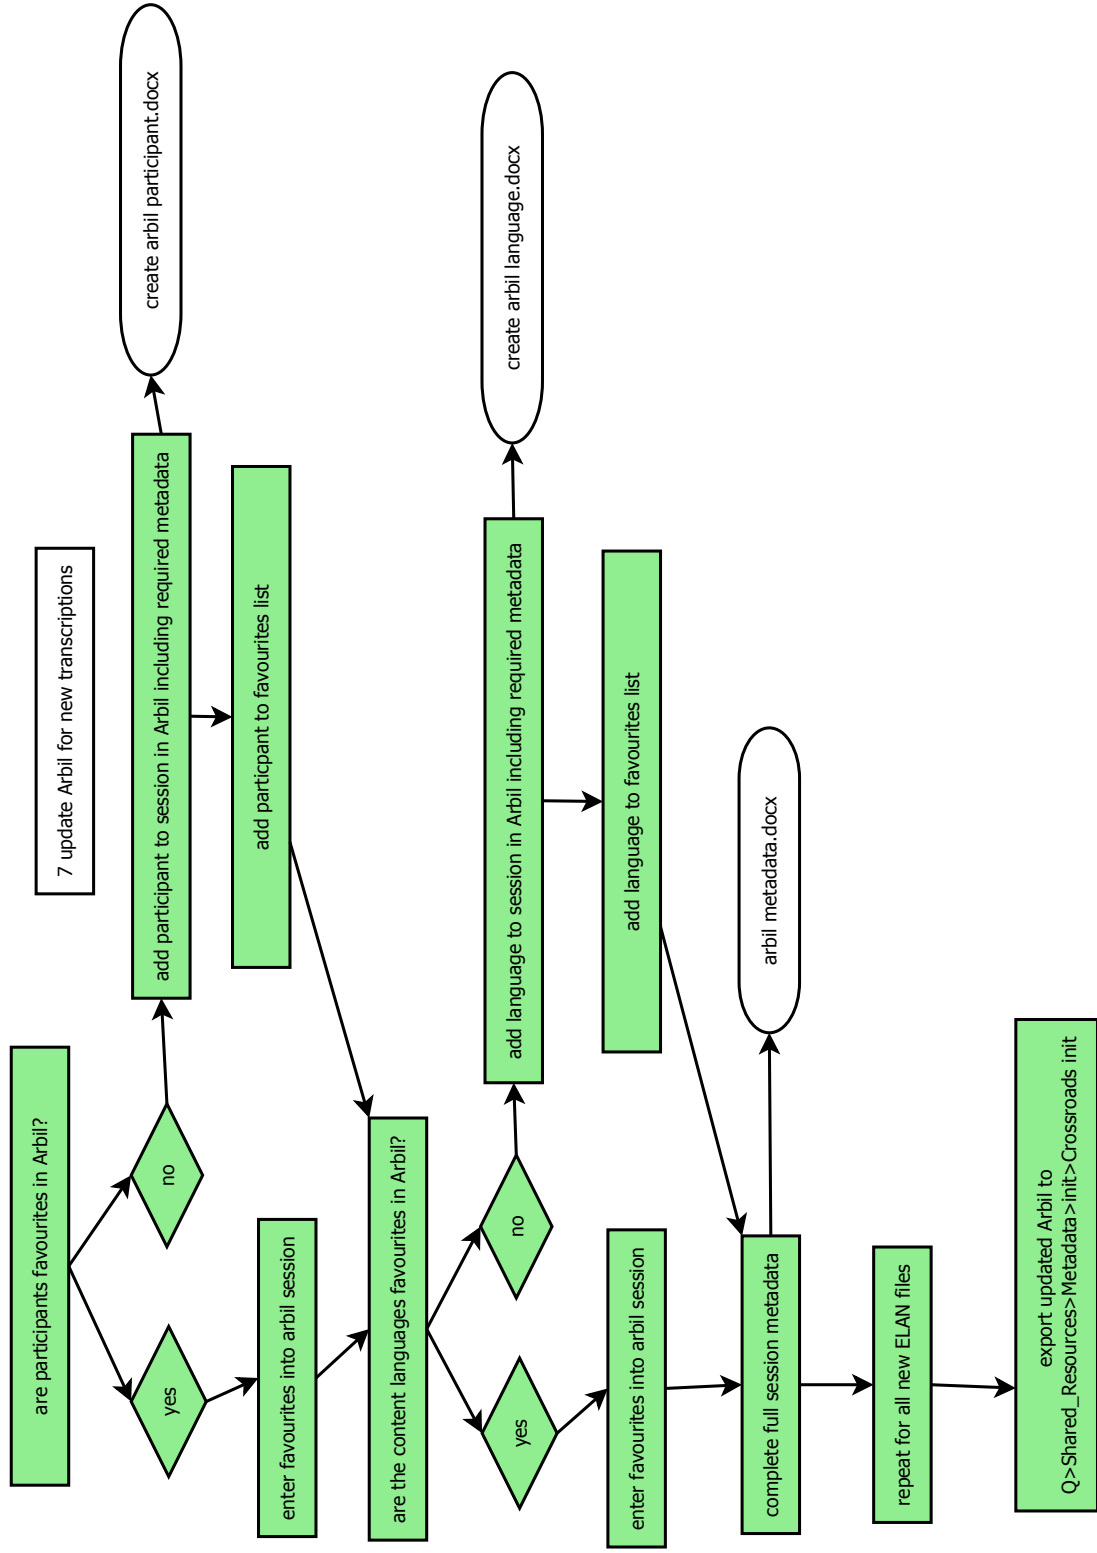 7 update Arbil for new transcriptions
are participants favourites in Arbil?
yes
no
add participant to session in Arbil including required metadata
create arbil participant.docx
enter favourites into arbil session
add particpant to favourites list
are the content languages favourites in Arbil?
yes
no
add language to session in Arbil including required metadata
create arbil language.docx
enter favourites into arbil session
add language to favourites list
complete full session metadata
arbil metadata.docx
repeat for all new ELAN files
export updated Arbil to
Q>Shared_Resources>Metadata>init>Crossroads init